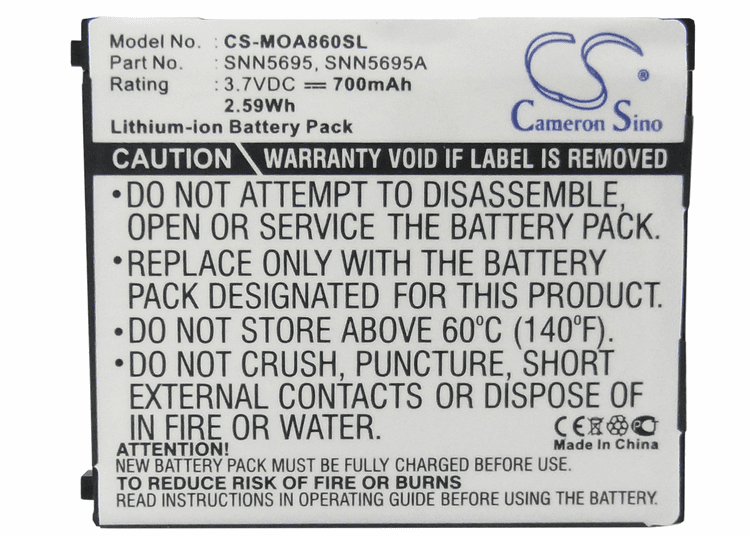 Model No. : CS-MOA860SL
Part No. : SNN5695, SNN5695A
Rating : 3.7VDC ⎓ 700mAh
2.59Wh
Lithium-ion Battery Pack
CS
Cameron Sino
CAUTION WARRANTY VOID IF LABEL IS REMOVED
•DO NOT ATTEMPT TO DISASSEMBLE,
OPEN OR SERVICE THE BATTERY PACK.
•REPLACE ONLY WITH THE BATTERY
PACK DESIGNATED FOR THIS PRODUCT.
•DO NOT STORE ABOVE 60°C (140°F).
•DO NOT CRUSH, PUNCTURE, SHORT
EXTERNAL CONTACTS OR DISPOSE OF
IN FIRE OR WATER.
CE
Made In China
ATTENTION!
NEW BATTERY PACK MUST BE FULLY CHARGED BEFORE INITIAL USE
TO REDUCE RISK OF FIRE OR BURNS
READ INSTRUCTIONS IN OPERATING GUIDE BEFORE USING BATTERY